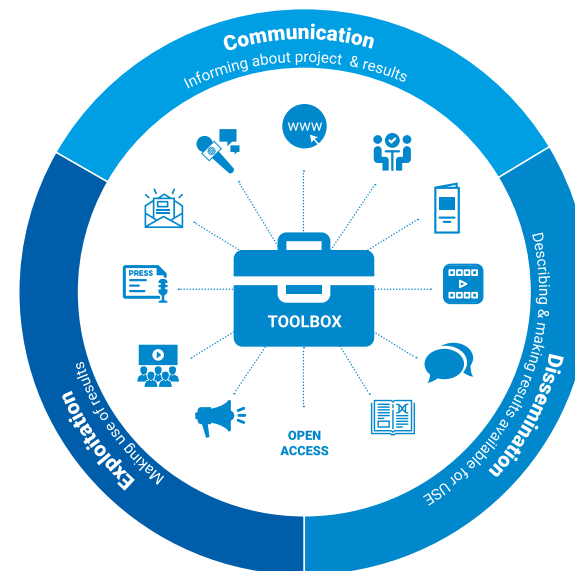 Communication
Informing about project & results
WWW
PRESS
TOOLBOX
OPEN
ACCESS
Dissemination
Describing & making results available for USE
Exploitation
Making use of results